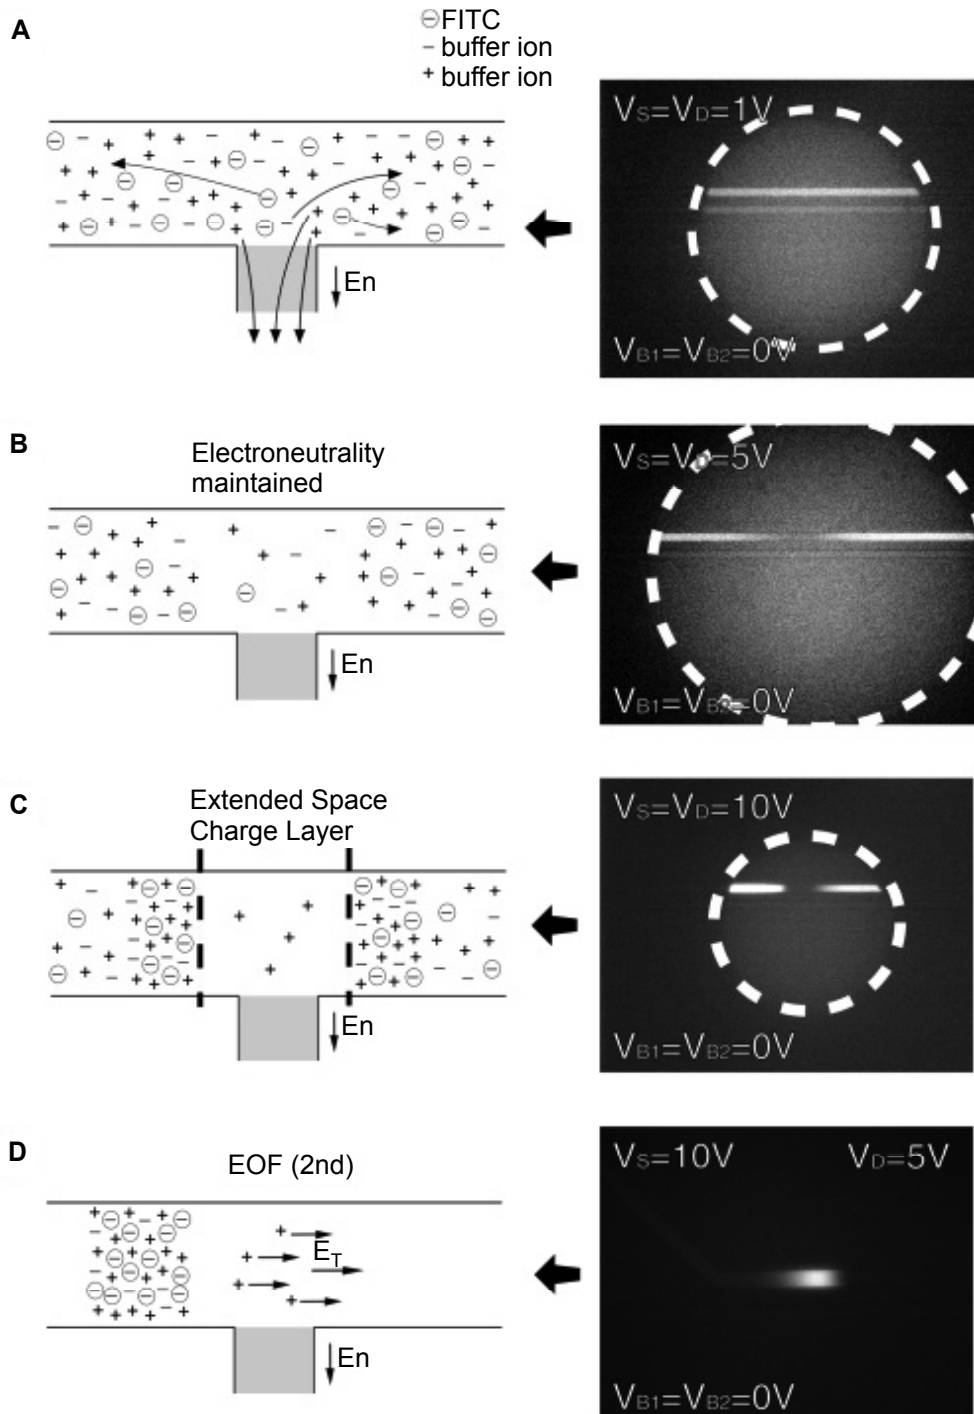 A
FITC
− buffer ion
+ buffer ion
En
VS=VD=1V
VB1=VB2=0V
B
Electroneutrality
maintained
En
VS=VD=5V
VB1=VB2=0V
C
Extended Space
Charge Layer
En
VS=VD=10V
VB1=VB2=0V
D
EOF (2nd)
ET
En
VS=10V VD=5V
VB1=VB2=0V